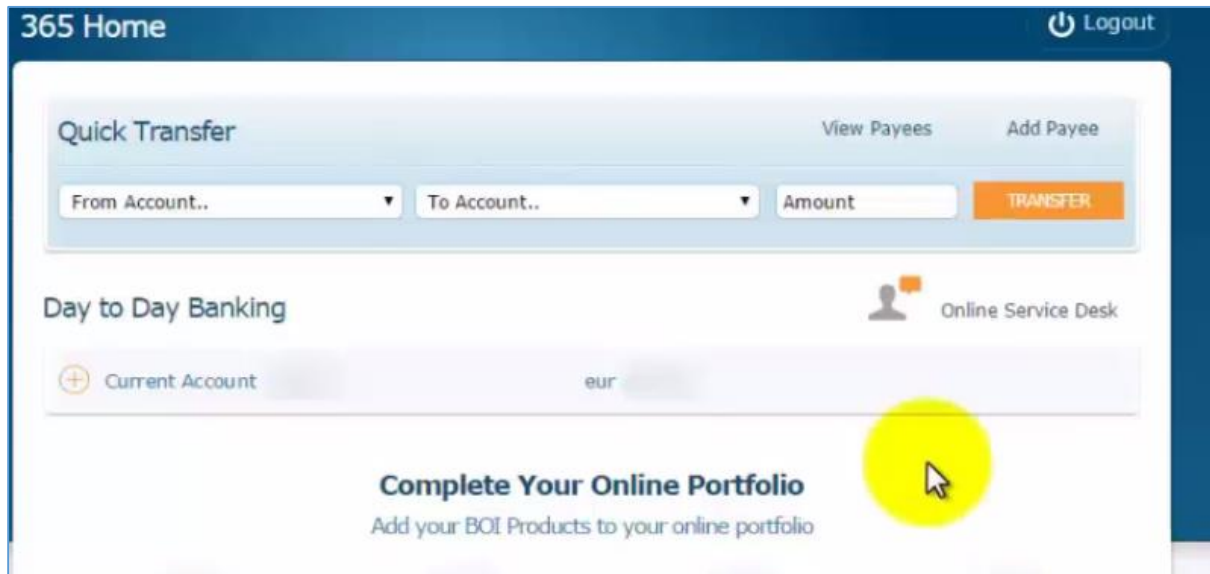 365 Home
Logout
Quick Transfer
View Payees
Add Payee
From Account..
To Account..
Amount
TRANSFER
Day to Day Banking
Online Service Desk
Current Account
eur
Complete Your Online Portfolio
Add your BOI Products to your online portfolio